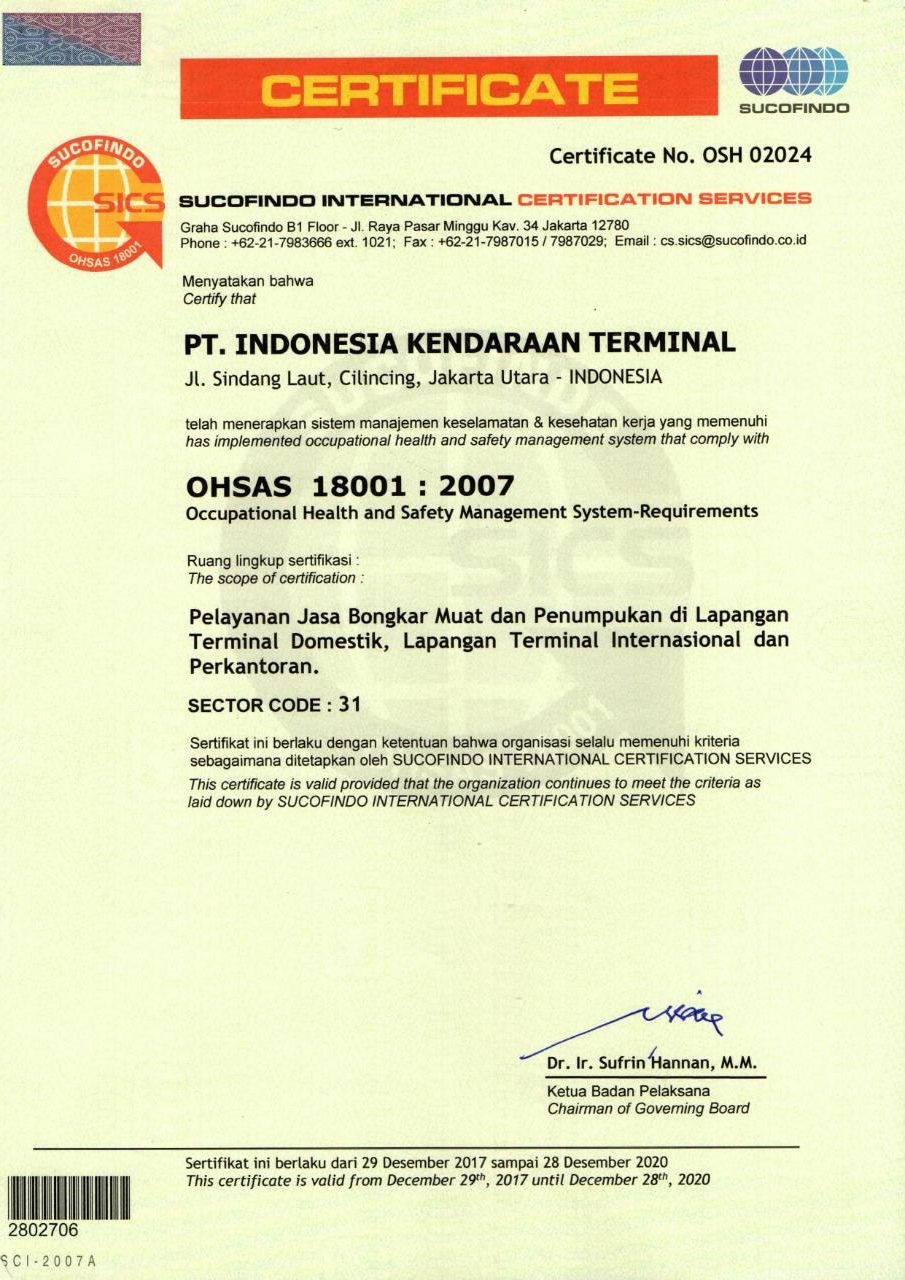 CERTIFICATE
SUCOFINDO
Certificate No. OSH 02024
SUCOFINDO
SICS
OHSAS 18001
SUCOFINDO INTERNATIONAL CERTIFICATION SERVICES
Graha Sucofindo B1 Floor - Jl. Raya Pasar Minggu Kav. 34 Jakarta 12780
Phone : +62-21-7983666 ext. 1021; Fax : +62-21-7987015 / 7987029; Email : cs.sics@sucofindo.co.id
Menyatakan bahwa
Certify that
PT. INDONESIA KENDARAAN TERMINAL
Jl. Sindang Laut, Cilincing, Jakarta Utara - INDONESIA
telah menerapkan sistem manajemen keselamatan & kesehatan kerja yang memenuhi
has implemented occupational health and safety management system that comply with
OHSAS 18001 : 2007
Occupational Health and Safety Management System-Requirements
Ruang lingkup sertifikasi :
The scope of certification :
Pelayanan Jasa Bongkar Muat dan Penumpukan di Lapangan
Terminal Domestik, Lapangan Terminal Internasional dan
Perkantoran.
SECTOR CODE : 31
Sertifikat ini berlaku dengan ketentuan bahwa organisasi selalu memenuhi kriteria
sebagaimana ditetapkan oleh SUCOFINDO INTERNATIONAL CERTIFICATION SERVICES
This certificate is valid provided that the organization continues to meet the criteria as
laid down by SUCOFINDO INTERNATIONAL CERTIFICATION SERVICES
Dr. Ir. Sufrin Hannan, M.M.
Ketua Badan Pelaksana
Chairman of Governing Board
Sertifikat ini berlaku dari 29 Desember 2017 sampai 28 Desember 2020
This certificate is valid from December 29th, 2017 until December 28th, 2020
2802706
SCI-2007A